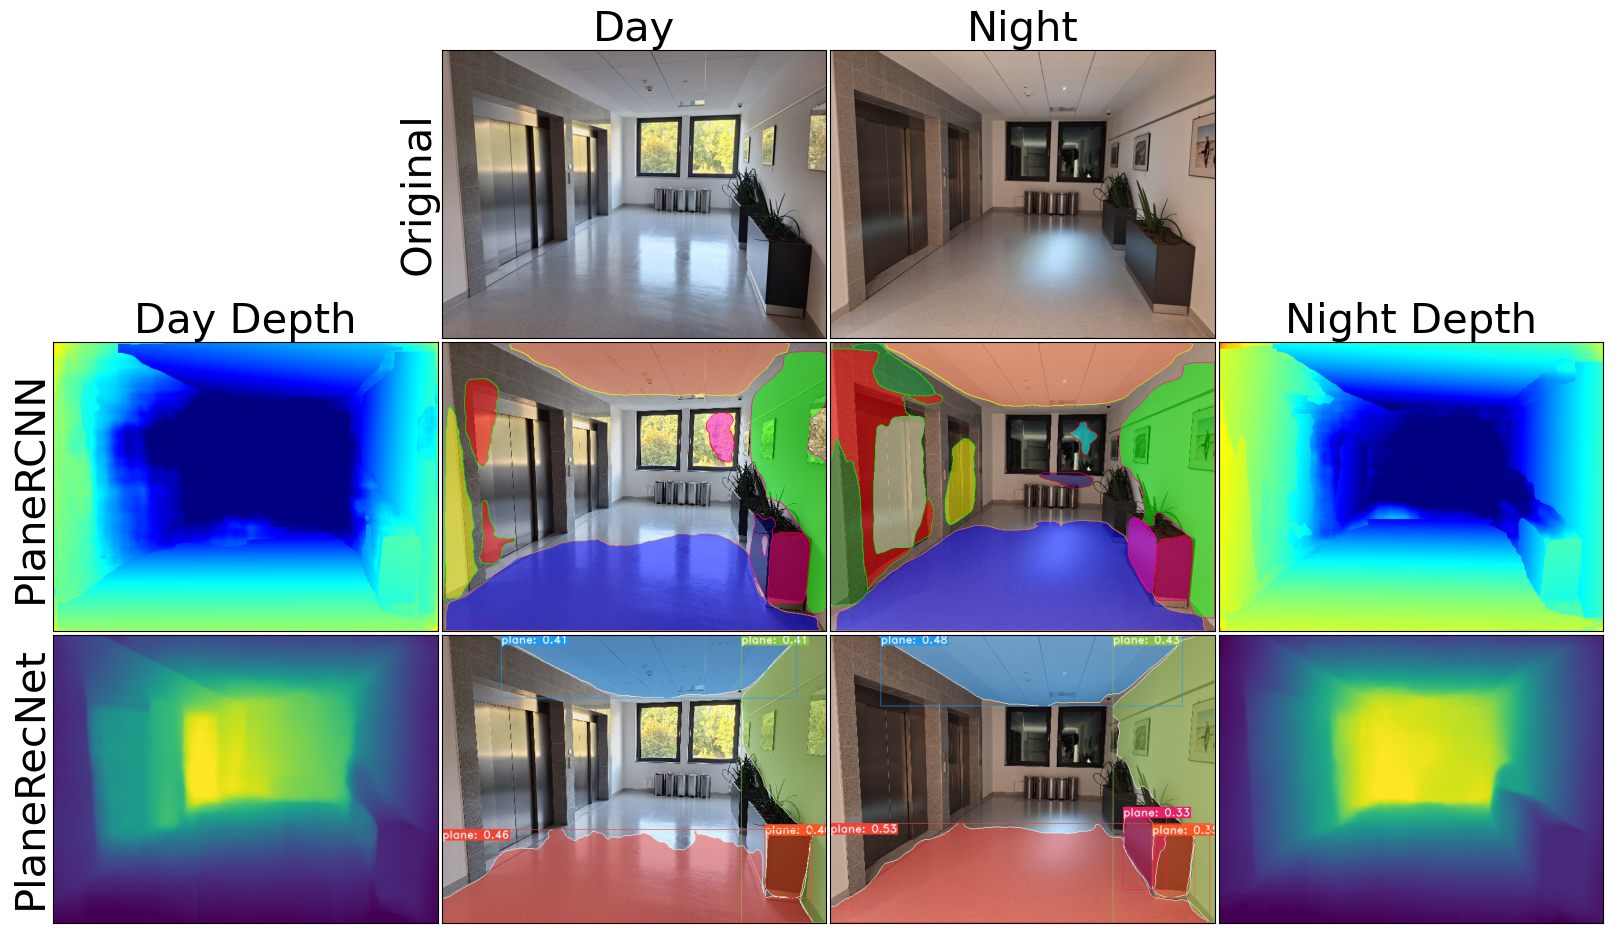 Day
Night
Original
Day Depth
Night Depth
PlaneRCNN
PlaneRecNet
plane: 0.41
plane: 0.41
plane: 0.48
plane: 0.43
plane: 0.46
plane: 0.53
plane: 0.33